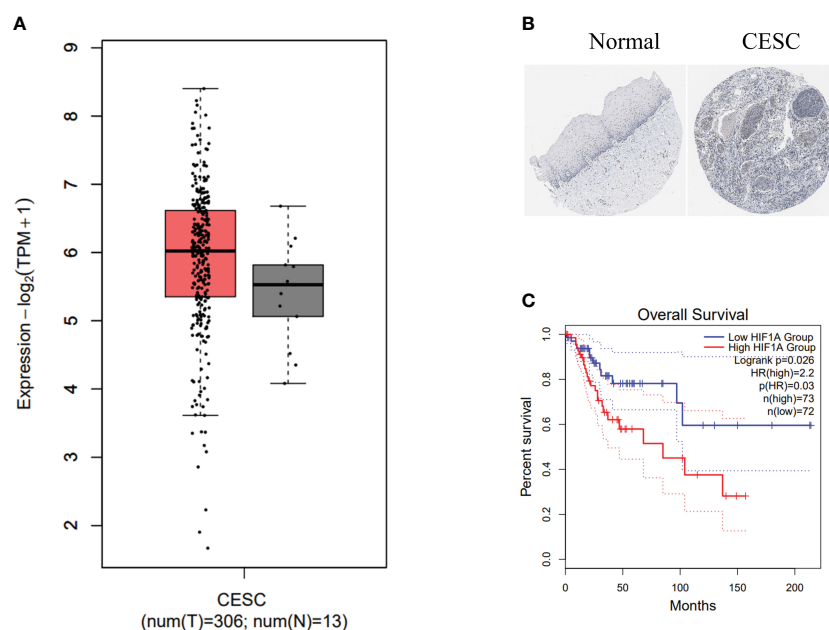 A
9
8
7
6
5
4
3
2
Expression − log₂(TPM + 1)
CESC
(num(T)=306; num(N)=13)
B
Normal CESC
C
Overall Survival
Low HIF1A Group
High HIF1A Group
Logrank p=0.026
HR(high)=2.2
p(HR)=0.03
n(high)=73
n(low)=72
1.0
0.8
0.6
0.4
0.2
0.0
Percent survival
0 50 100 150 200
Months